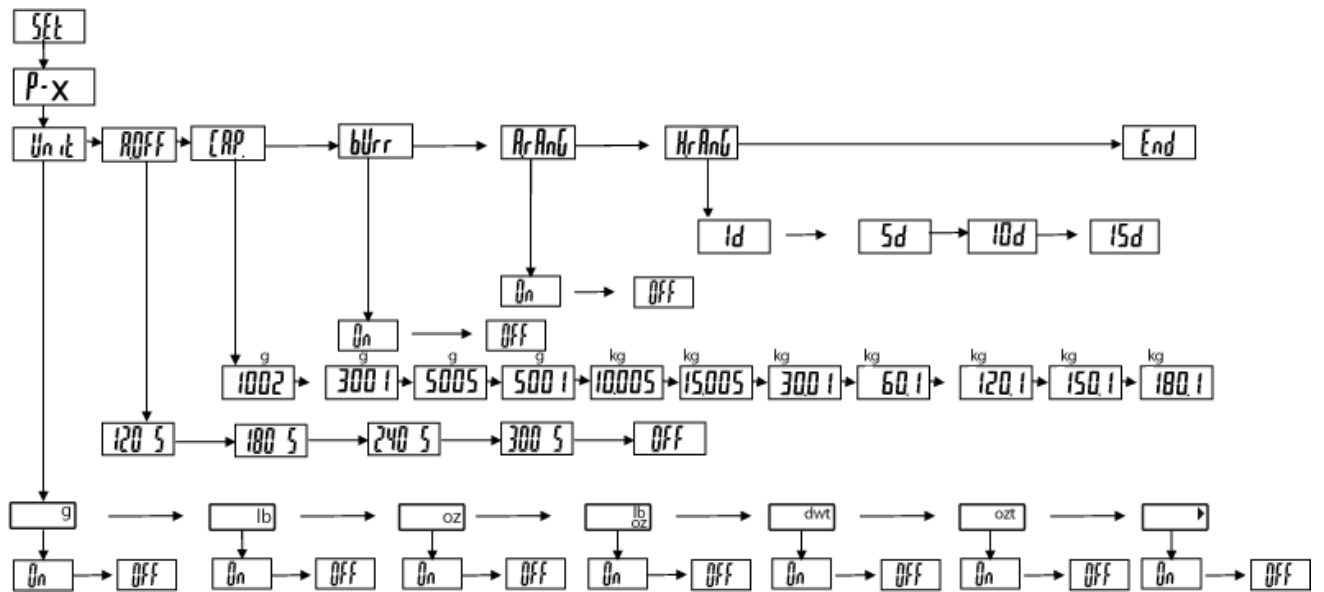 SEt
P-x
Unit A.OFF CAP. bUrr A.rAnG H.rAnG End
1d 5d 10d 15d
On OFF
On OFF
g g g g kg kg kg kg kg kg kg
1002 3001 5005 5001 10.005 15.005 30.01 60.1 120.1 150.1 180.1
120 S 180 S 240 S 300 S OFF
g lb oz lb oz dwt ozt
On OFF On OFF On OFF On OFF On OFF On OFF On OFF